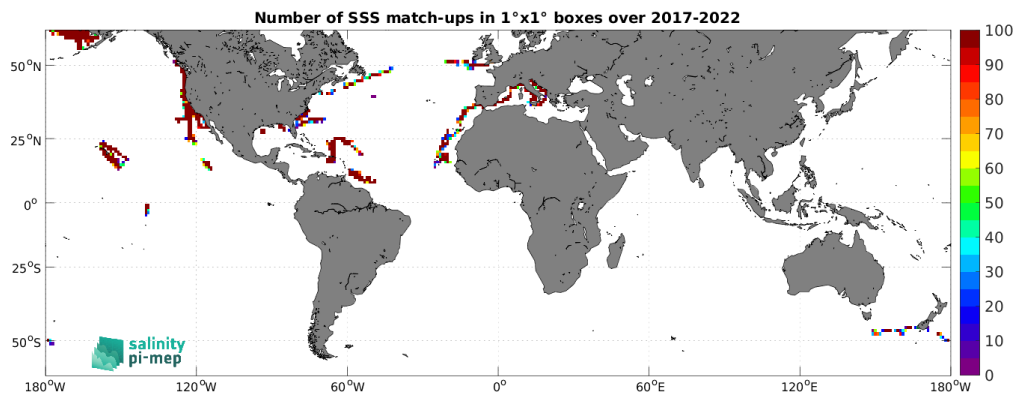 Number of SSS match-ups in 1°x1° boxes over 2017-2022
50°N
25°N
0°
25°S
50°S
180°W
120°W
60°W
0°
60°E
120°E
180°W
salinity
pi-mep
100
90
80
70
60
50
40
30
20
10
0